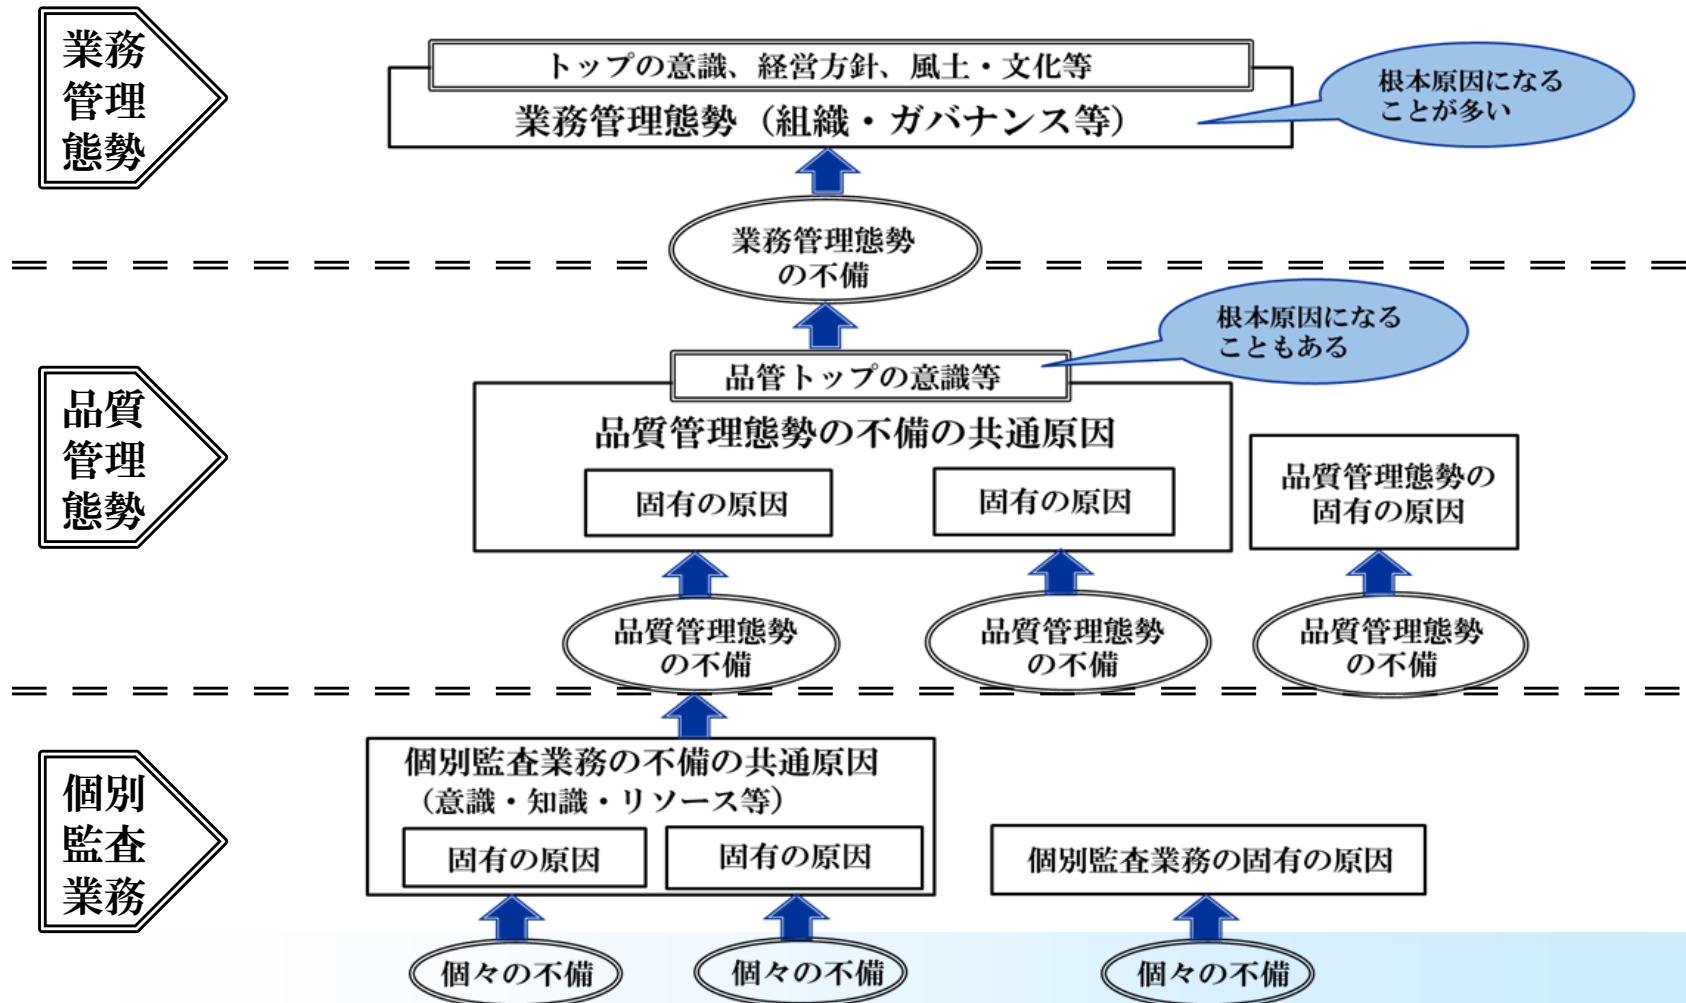 業務
管理
態勢
トップの意識、経営方針、風土・文化等
業務管理態勢（組織・ガバナンス等）
根本原因になる
ことが多い
業務管理態勢
の不備
品質
管理
態勢
根本原因になる
こともある
品管トップの意識等
品質管理態勢の不備の共通原因
固有の原因
固有の原因
品質管理態勢の
固有の原因
品質管理態勢
の不備
品質管理態勢
の不備
品質管理態勢
の不備
個別
監査
業務
個別監査業務の不備の共通原因
（意識・知識・リソース等）
固有の原因
固有の原因
個別監査業務の固有の原因
個々の不備
個々の不備
個々の不備